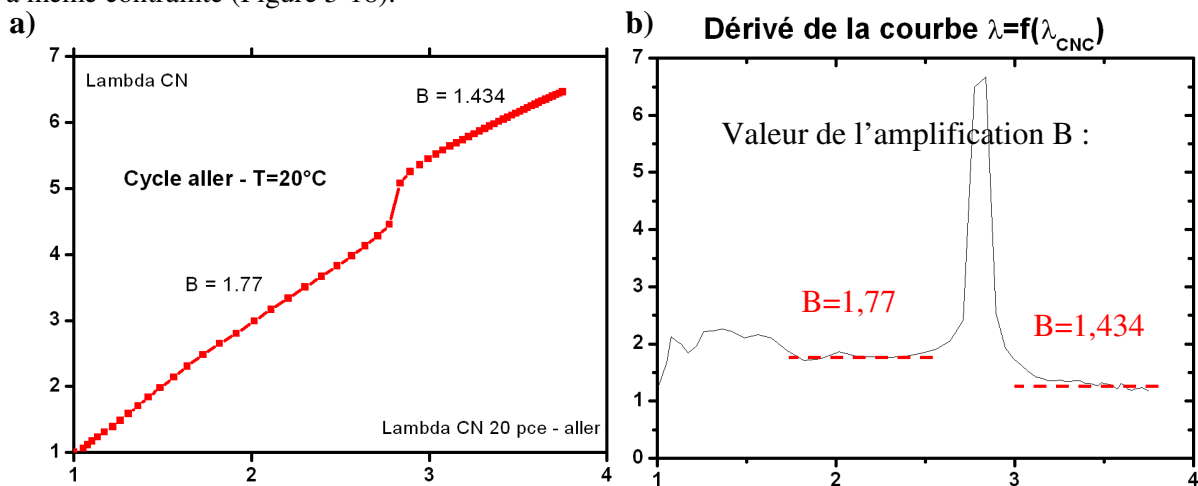 a même contrainte (Figure 3-18).
a)
7
6
5
4
3
2
1
Lambda CN
B = 1.434
Cycle aller - T=20°C
B = 1.77
Lambda CN 20 pce - aller
1 2 3 4
b)
Dérivé de la courbe λ=f(λCNC)
7
6
5
4
3
2
1
0
Valeur de l'amplification B :
B=1,77
B=1,434
1 2 3 4